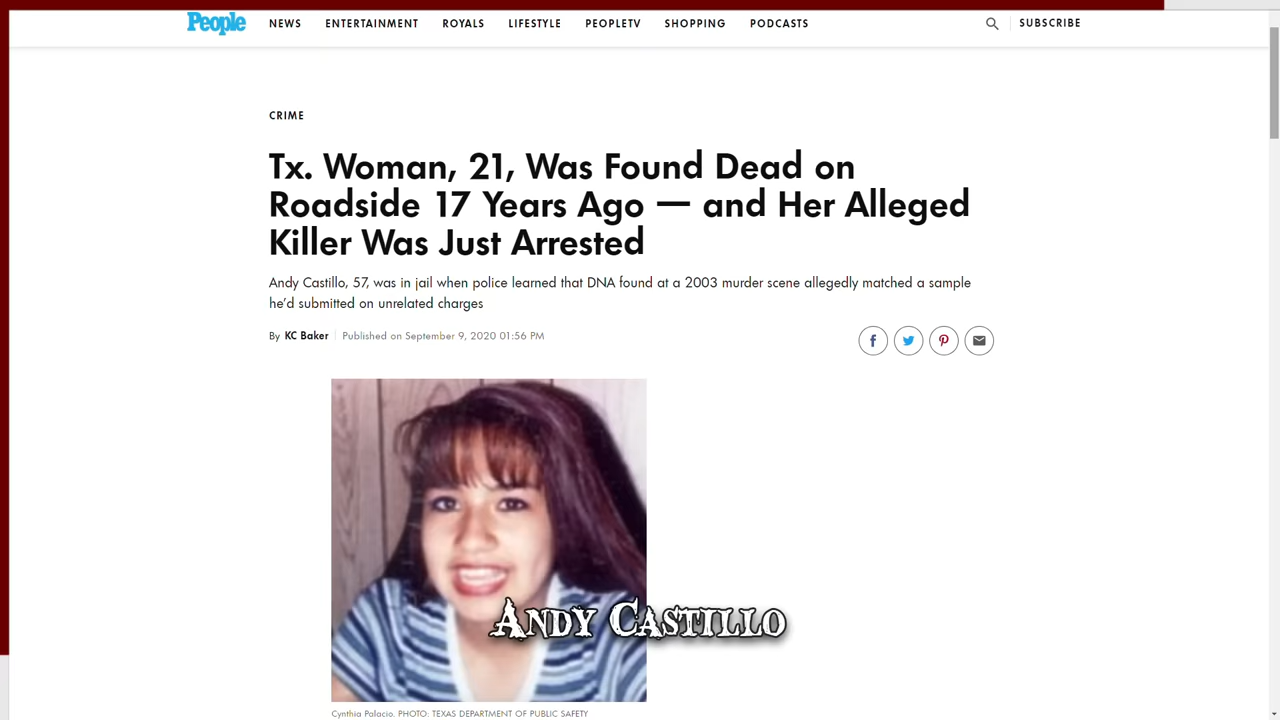 People NEWS ENTERTAINMENT ROYALS LIFESTYLE PEOPLETV SHOPPING PODCASTS SUBSCRIBE
CRIME
Tx. Woman, 21, Was Found Dead on
Roadside 17 Years Ago — and Her Alleged
Killer Was Just Arrested
Andy Castillo, 57, was in jail when police learned that DNA found at a 2003 murder scene allegedly matched a sample
he'd submitted on unrelated charges
By KC Baker Published on September 9, 2020 01:56 PM
ANDY CASTILLO
Cynthia Palacio. PHOTO: TEXAS DEPARTMENT OF PUBLIC SAFETY